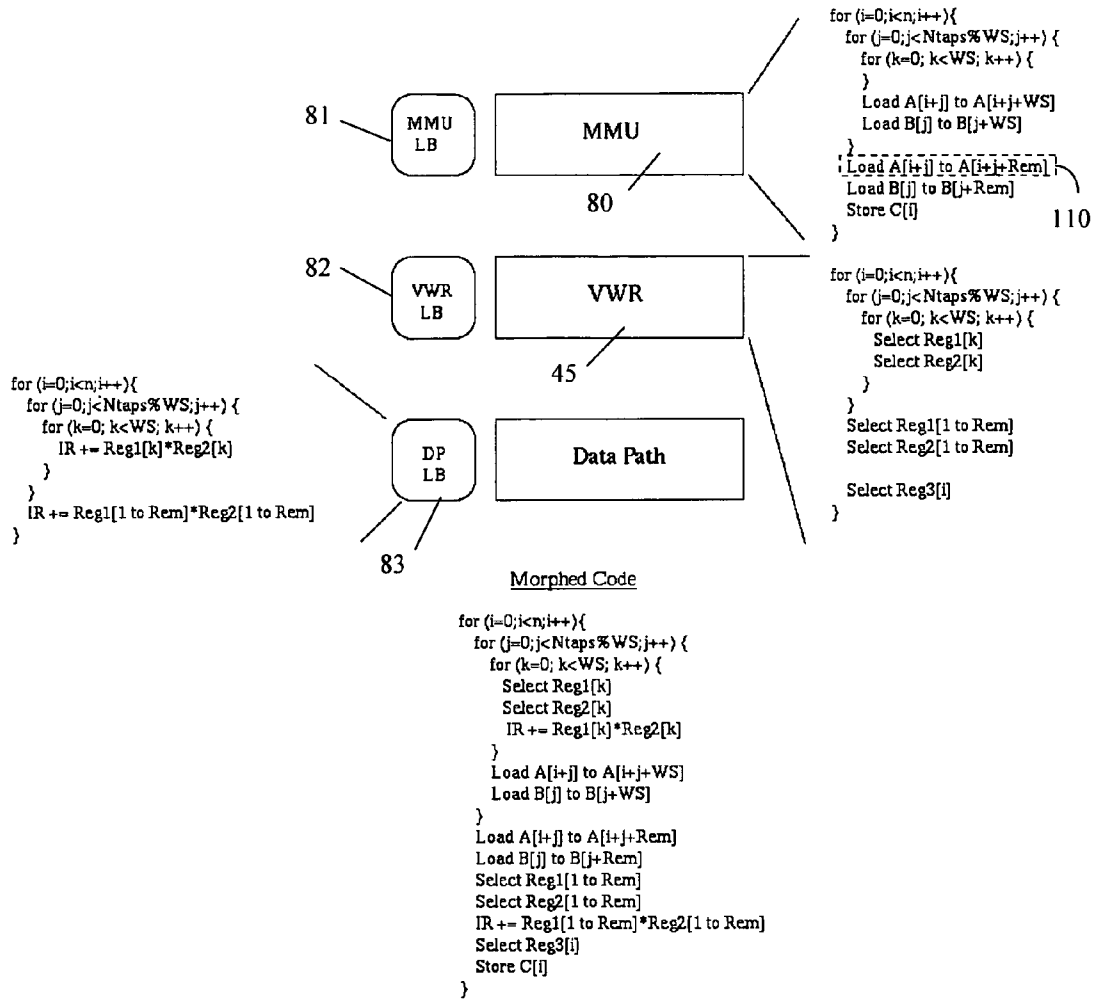 for (i=0;i<n;i++){
for (j=0;j<Ntaps%WS;j++) {
for (k=0; k<WS; k++) {
}
Load A[i+j] to A[i+j+WS]
Load B[j] to B[j+WS]
}
Load A[i+j] to A[i+j+Rem]
Load B[j] to B[j+Rem]
Store C[i]
}
110
81
MMU
LB
MMU
80
82
VWR
LB
VWR
45
for (i=0;i<n;i++){
for (j=0;j<Ntaps%WS;j++) {
for (k=0; k<WS; k++) {
Select Reg1[k]
Select Reg2[k]
}
}
Select Reg1[1 to Rem]
Select Reg2[1 to Rem]
Select Reg3[i]
}
for (i=0;i<n;i++){
for (j=0;j<Ntaps%WS;j++) {
for (k=0; k<WS; k++) {
IR += Reg1[k]*Reg2[k]
}
}
IR += Reg1[1 to Rem]*Reg2[1 to Rem]
}
DP
LB
Data Path
83
Morphed Code
for (i=0;i<n;i++){
for (j=0;j<Ntaps%WS;j++) {
for (k=0; k<WS; k++) {
Select Reg1[k]
Select Reg2[k]
IR += Reg1[k]*Reg2[k]
}
Load A[i+j] to A[i+j+WS]
Load B[j] to B[j+WS]
}
Load A[i+j] to A[i+j+Rem]
Load B[j] to B[j+Rem]
Select Reg1[1 to Rem]
Select Reg2[1 to Rem]
IR += Reg1[1 to Rem]*Reg2[1 to Rem]
Select Reg3[i]
Store C[i]
}